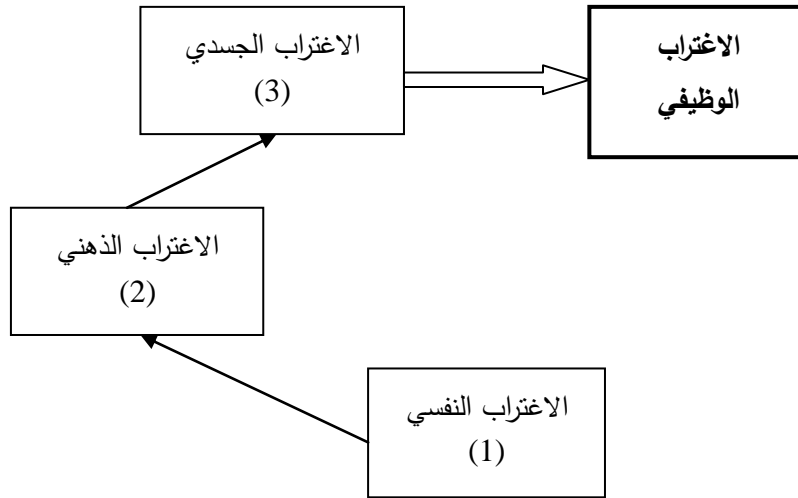 الاغتراب الجسدي
(3)
الاغتراب
الوظيفي
الاغتراب الذهني
(2)
الاغتراب النفسي
(1)